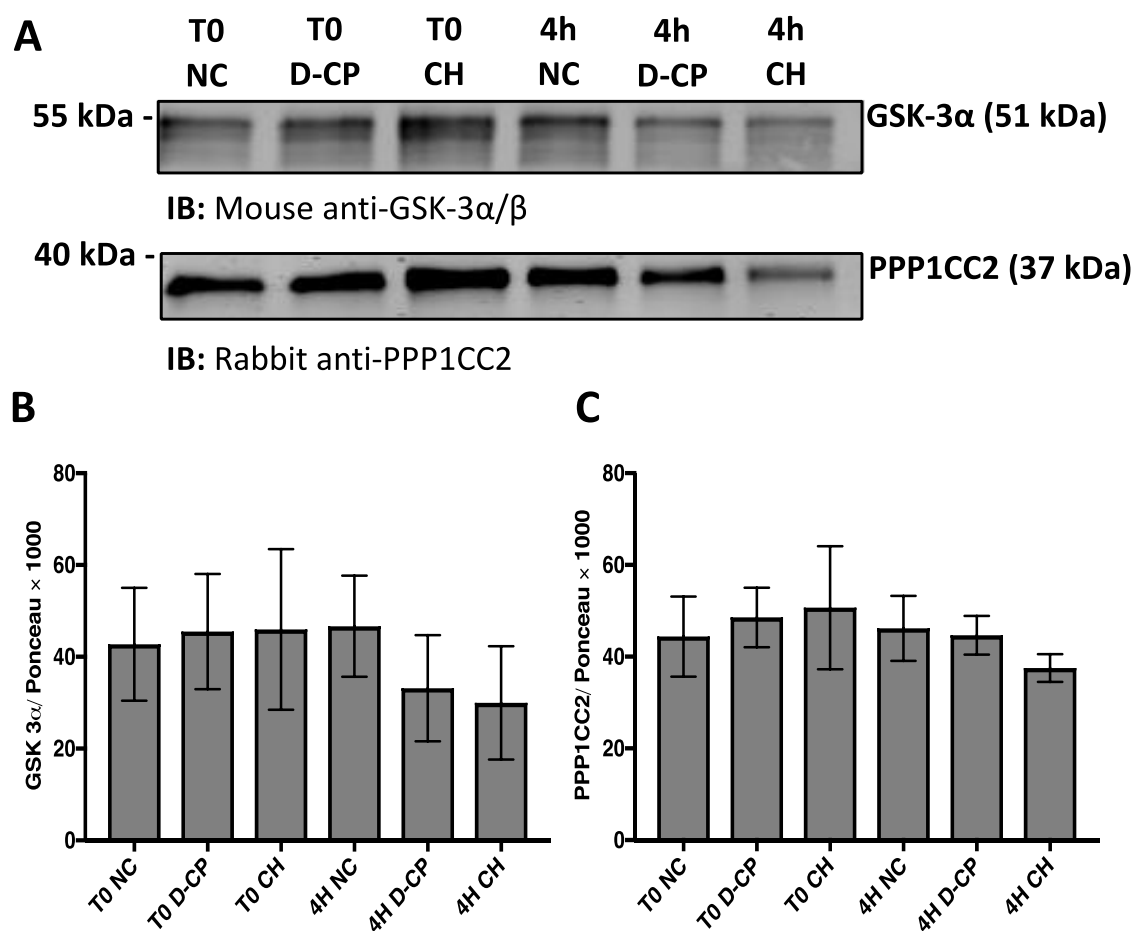 A
T0 T0 T0 4h 4h 4h
NC D-CP CH NC D-CP CH
55 kDa - GSK-3α (51 kDa)
IB: Mouse anti-GSK-3α/β
40 kDa - PPP1CC2 (37 kDa)
IB: Rabbit anti-PPP1CC2
B
GSK 3α/ Ponceau × 1000
80
60
40
20
0
T0 NC T0 D-CP T0 CH 4H NC 4H D-CP 4H CH
C
PPP1CC2/ Ponceau × 1000
80
60
40
20
0
T0 NC T0 D-CP T0 CH 4H NC 4H D-CP 4H CH